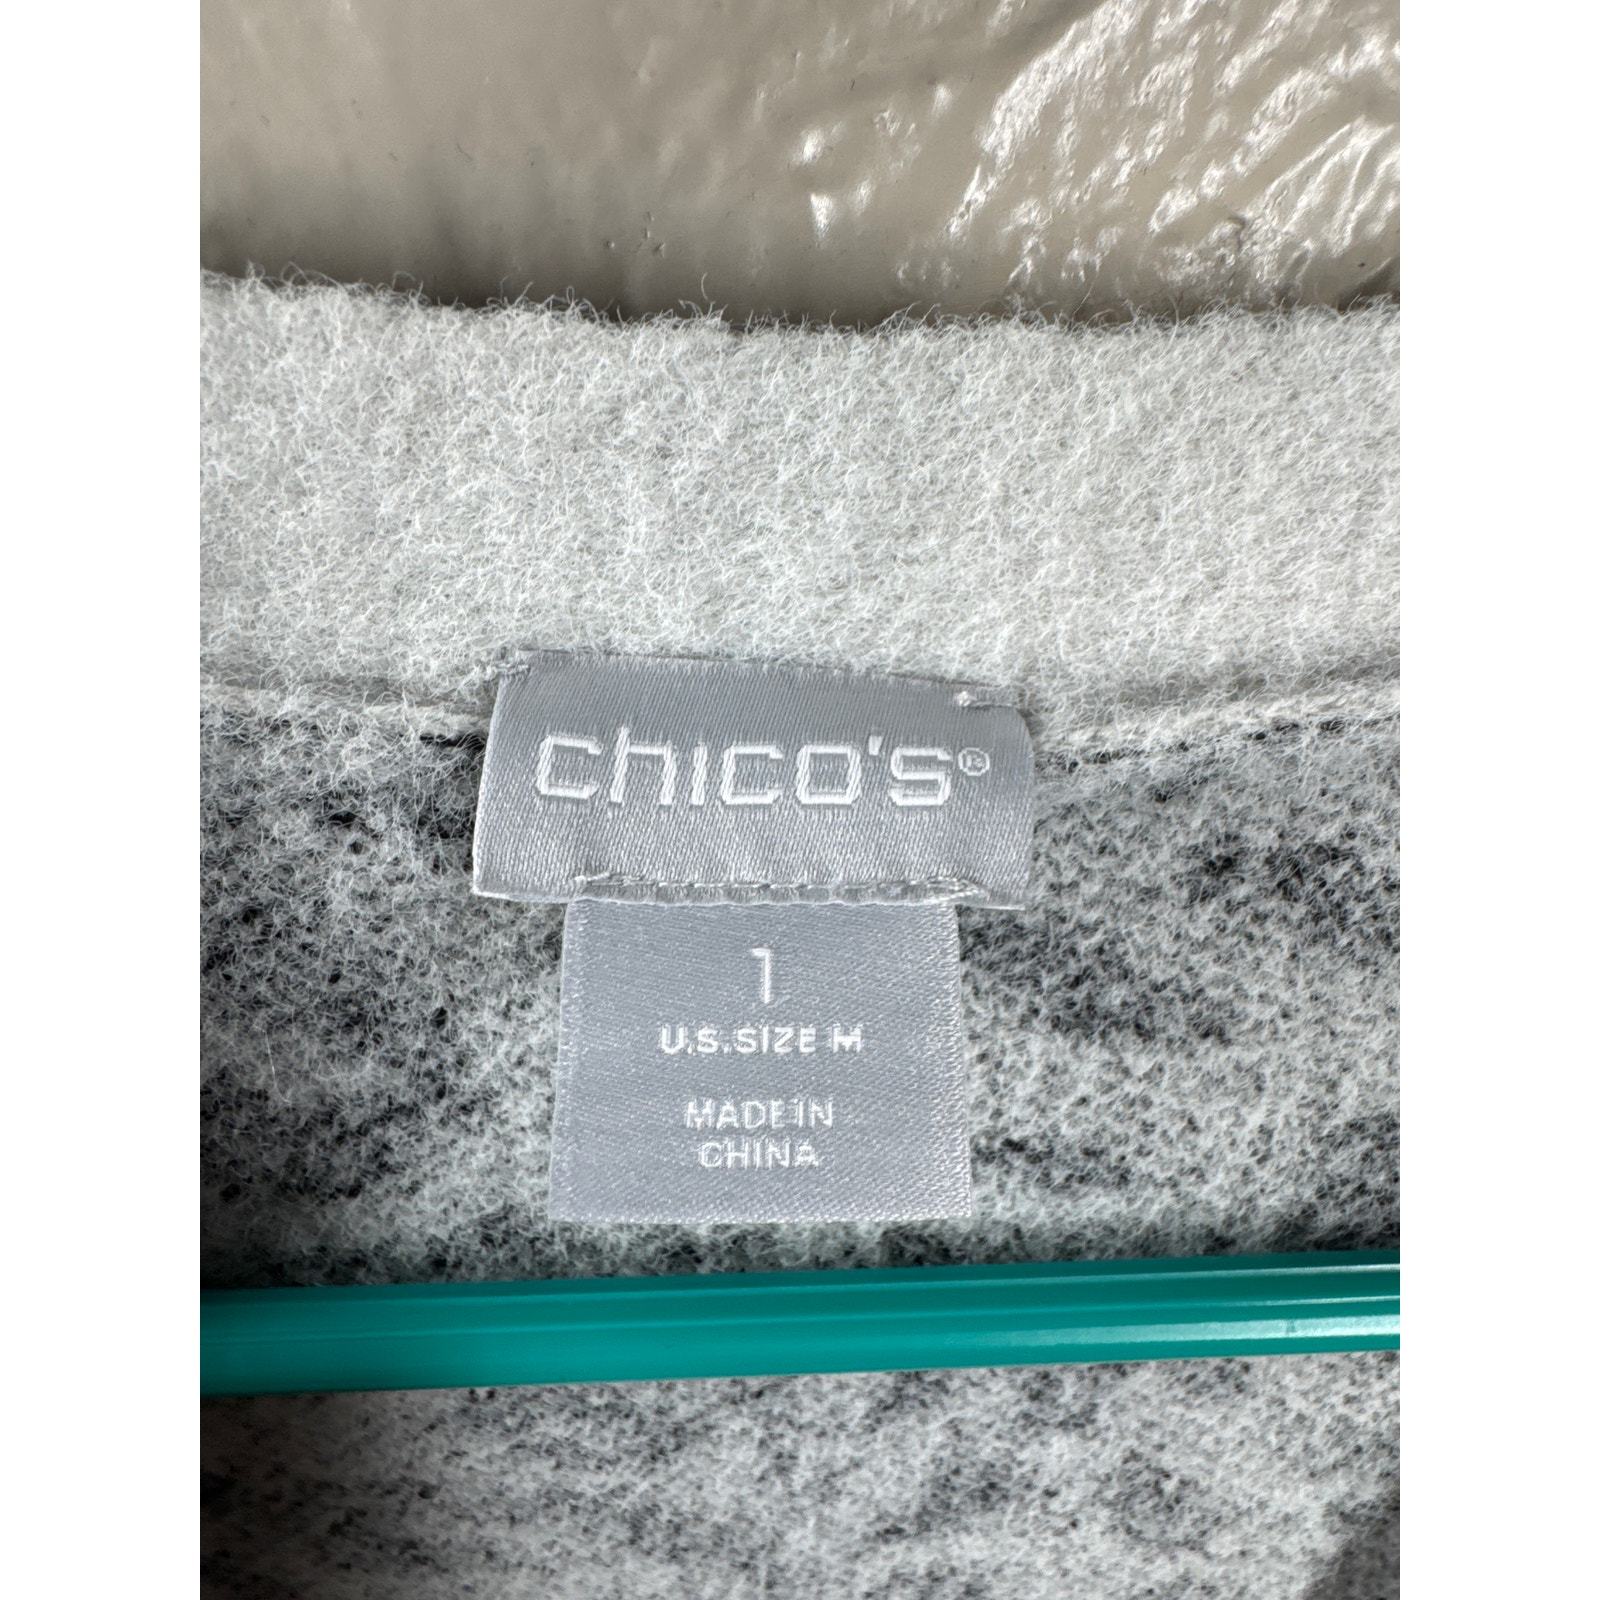 chico's®
1
U.S. SIZE M
MADE IN
CHINA